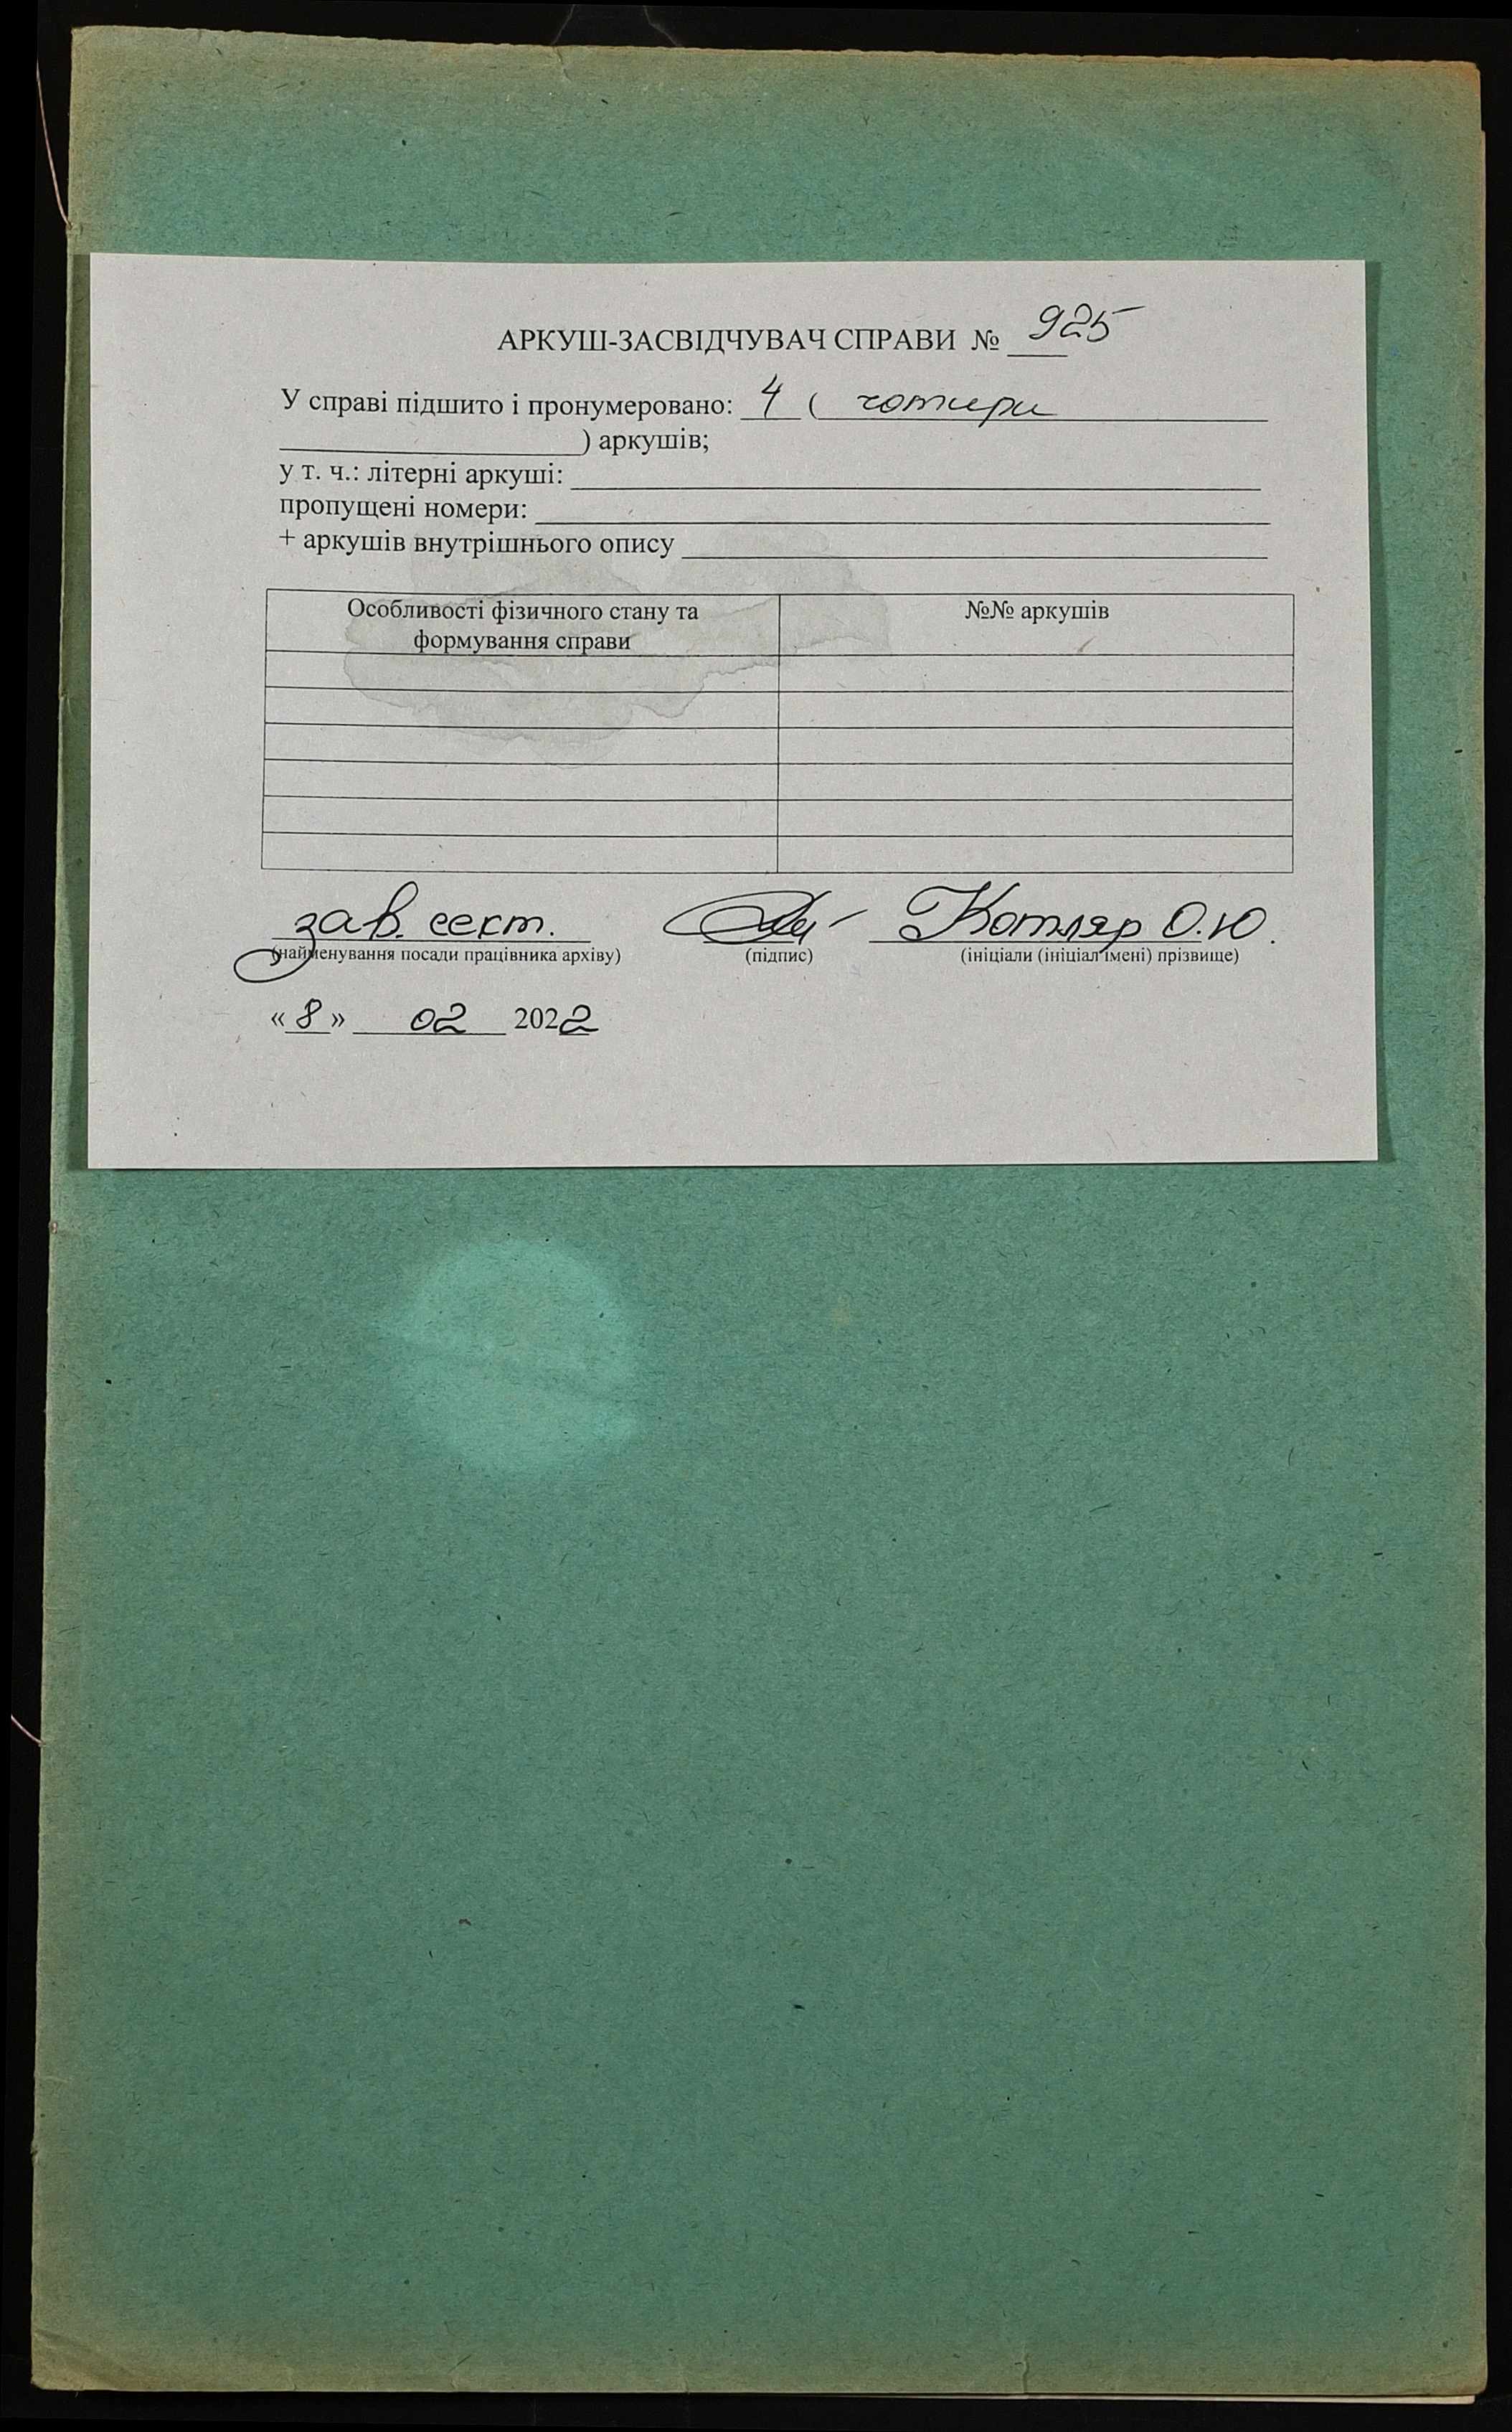 АРКУШ-ЗАСВІДЧУВАЧ СПРАВИ № 925
У справі підшито і пронумеровано: 4 ( чотири
) аркушів;
у т. ч.: літерні аркуші:
пропущені номери:
+ аркушів внутрішнього опису
Особливості фізичного стану та формування справи №№ аркушів
зав. сект. Котляр О.Ю.
(найменування посади працівника архіву) (підпис) (ініціали (ініціал імені) прізвище)
«8» 02 2022